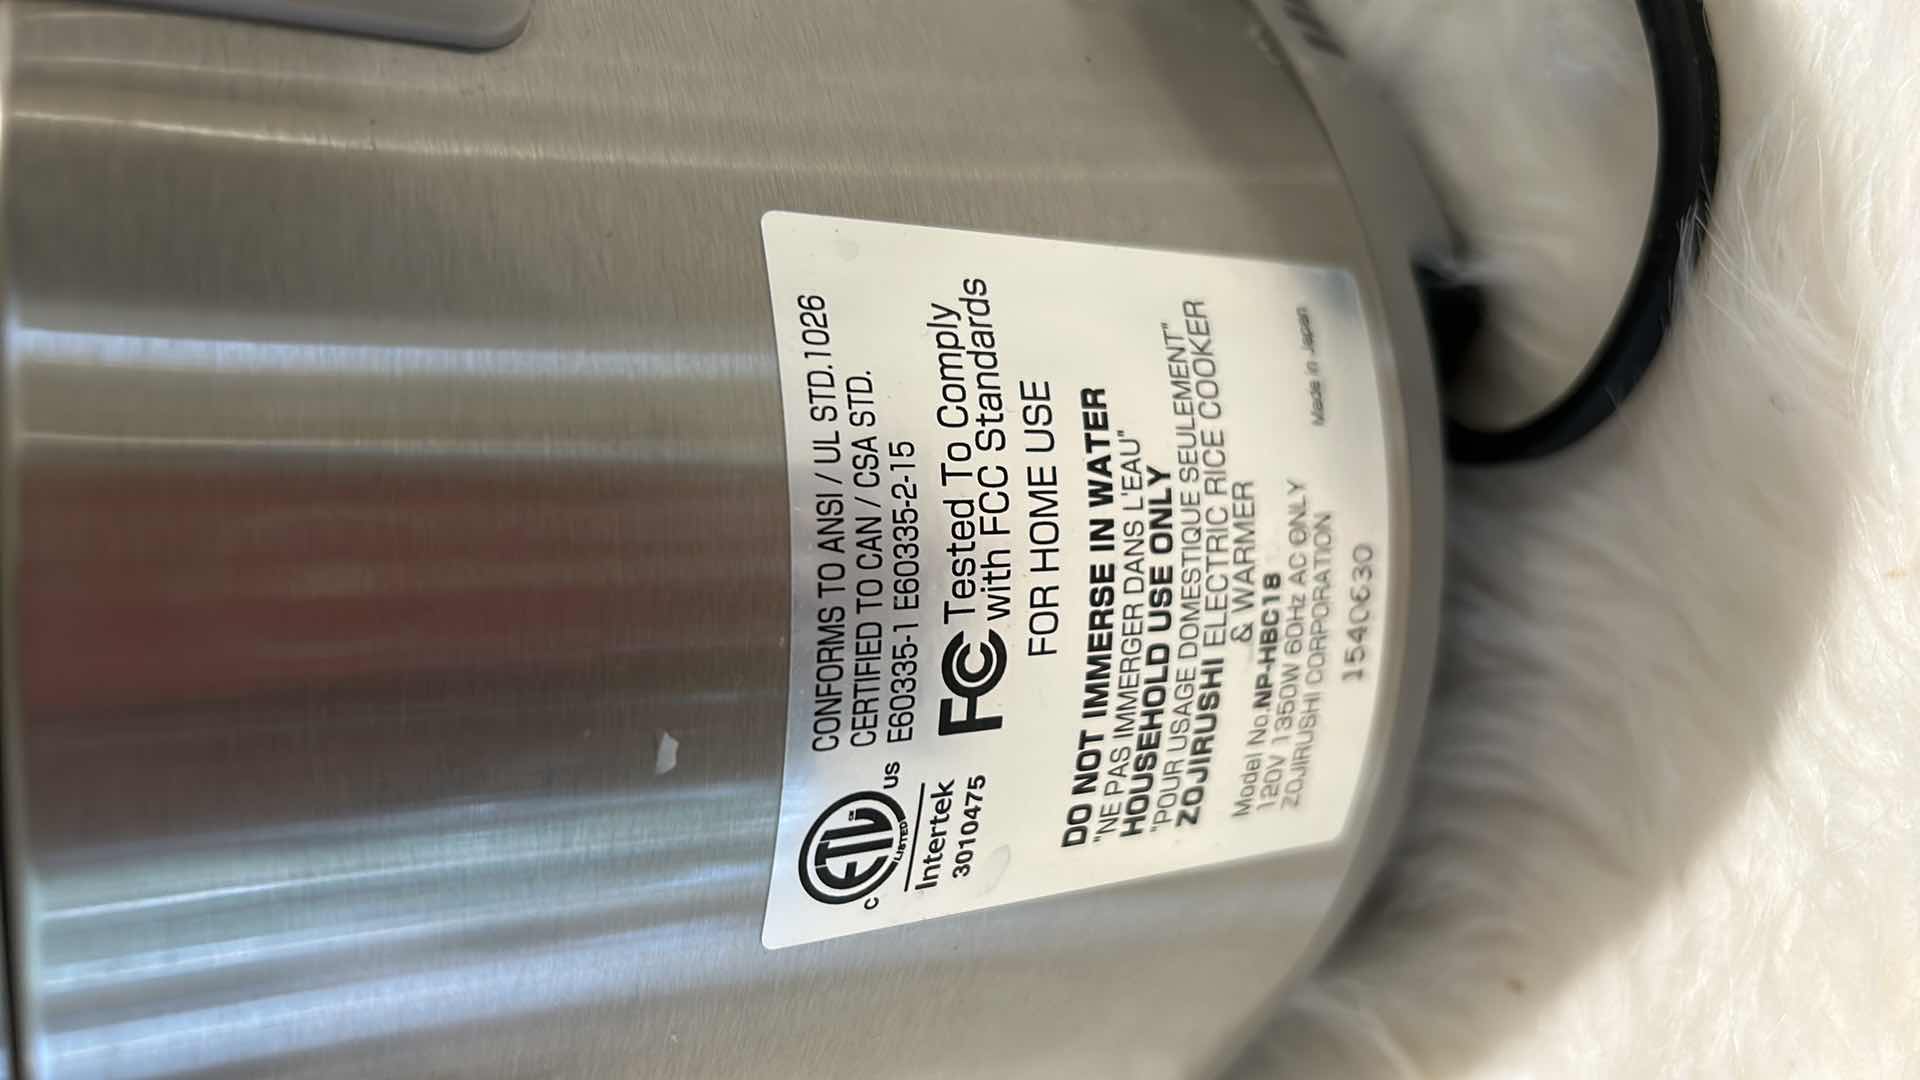 CONFORMS TO ANSI / UL STD.1026
CERTIFIED TO CAN / CSA STD.
E60335-1 E60335-2-15
C ETL US
LISTED
Intertek
3010475
FC Tested To Comply
with FCC Standards
FOR HOME USE
DO NOT IMMERSE IN WATER
"NE PAS IMMERGER DANS L'EAU"
HOUSEHOLD USE ONLY
"POUR USAGE DOMESTIQUE SEULEMENT"
ZOJIRUSHI ELECTRIC RICE COOKER
& WARMER
Model No.NP-HBC18
120V 1350W 60Hz AC ONLY
ZOJIRUSHI CORPORATION
Made in Japan
1540630